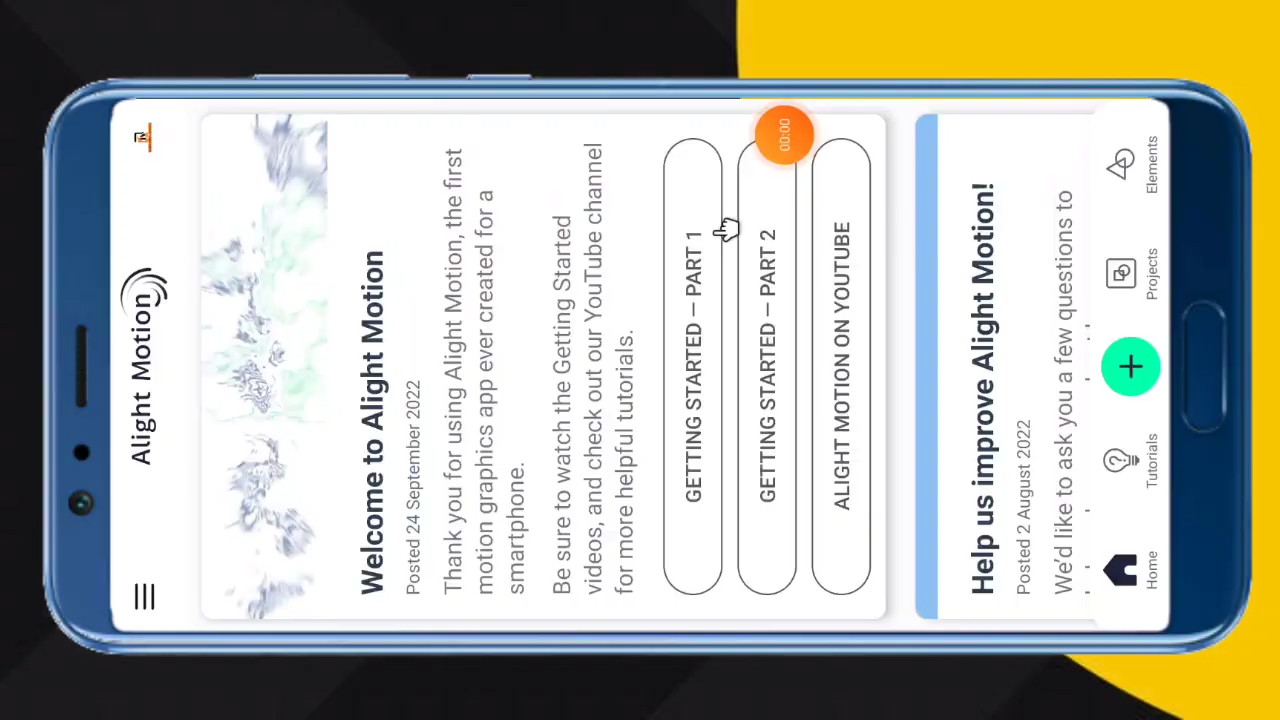 Alight Motion
Welcome to Alight Motion
Posted 24 September 2022
Thank you for using Alight Motion, the first
motion graphics app ever created for a
smartphone.
Be sure to watch the Getting Started
videos, and check out our YouTube channel
for more helpful tutorials.
GETTING STARTED – PART 1
GETTING STARTED – PART 2
00:00
ALIGHT MOTION ON YOUTUBE
Help us improve Alight Motion!
Posted 2 August 2022
We'd like to ask you a few questions to
Home
Tutorials
Projects
Elements